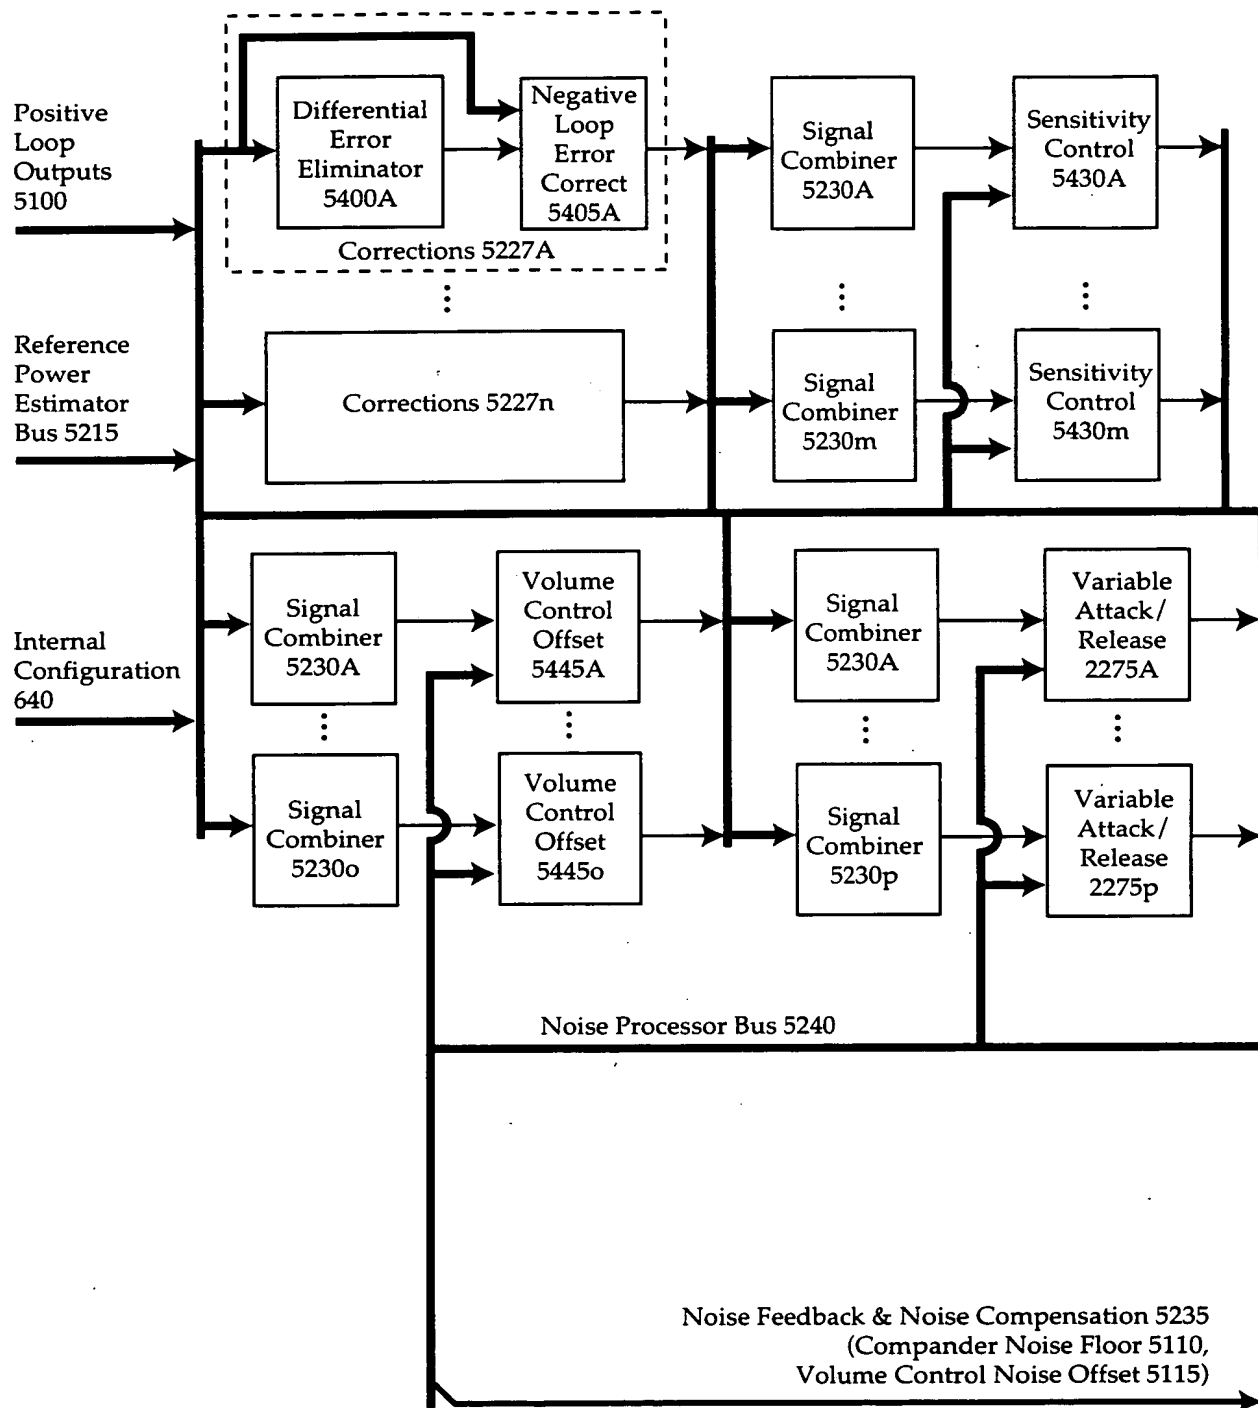 Positive
Loop
Outputs
5100
Differential
Error
Eliminator
5400A
Negative
Loop
Error
Correct
5405A
Corrections 5227A
Signal
Combiner
5230A
Sensitivity
Control
5430A
Reference
Power
Estimator
Bus 5215
Corrections 5227n
Signal
Combiner
5230m
Sensitivity
Control
5430m
Internal
Configuration
640
Signal
Combiner
5230A
Volume
Control
Offset
5445A
Signal
Combiner
5230A
Variable
Attack/
Release
2275A
Signal
Combiner
5230o
Volume
Control
Offset
5445o
Signal
Combiner
5230p
Variable
Attack/
Release
2275p
Noise Processor Bus 5240
Noise Feedback & Noise Compensation 5235
(Compander Noise Floor 5110,
Volume Control Noise Offset 5115)